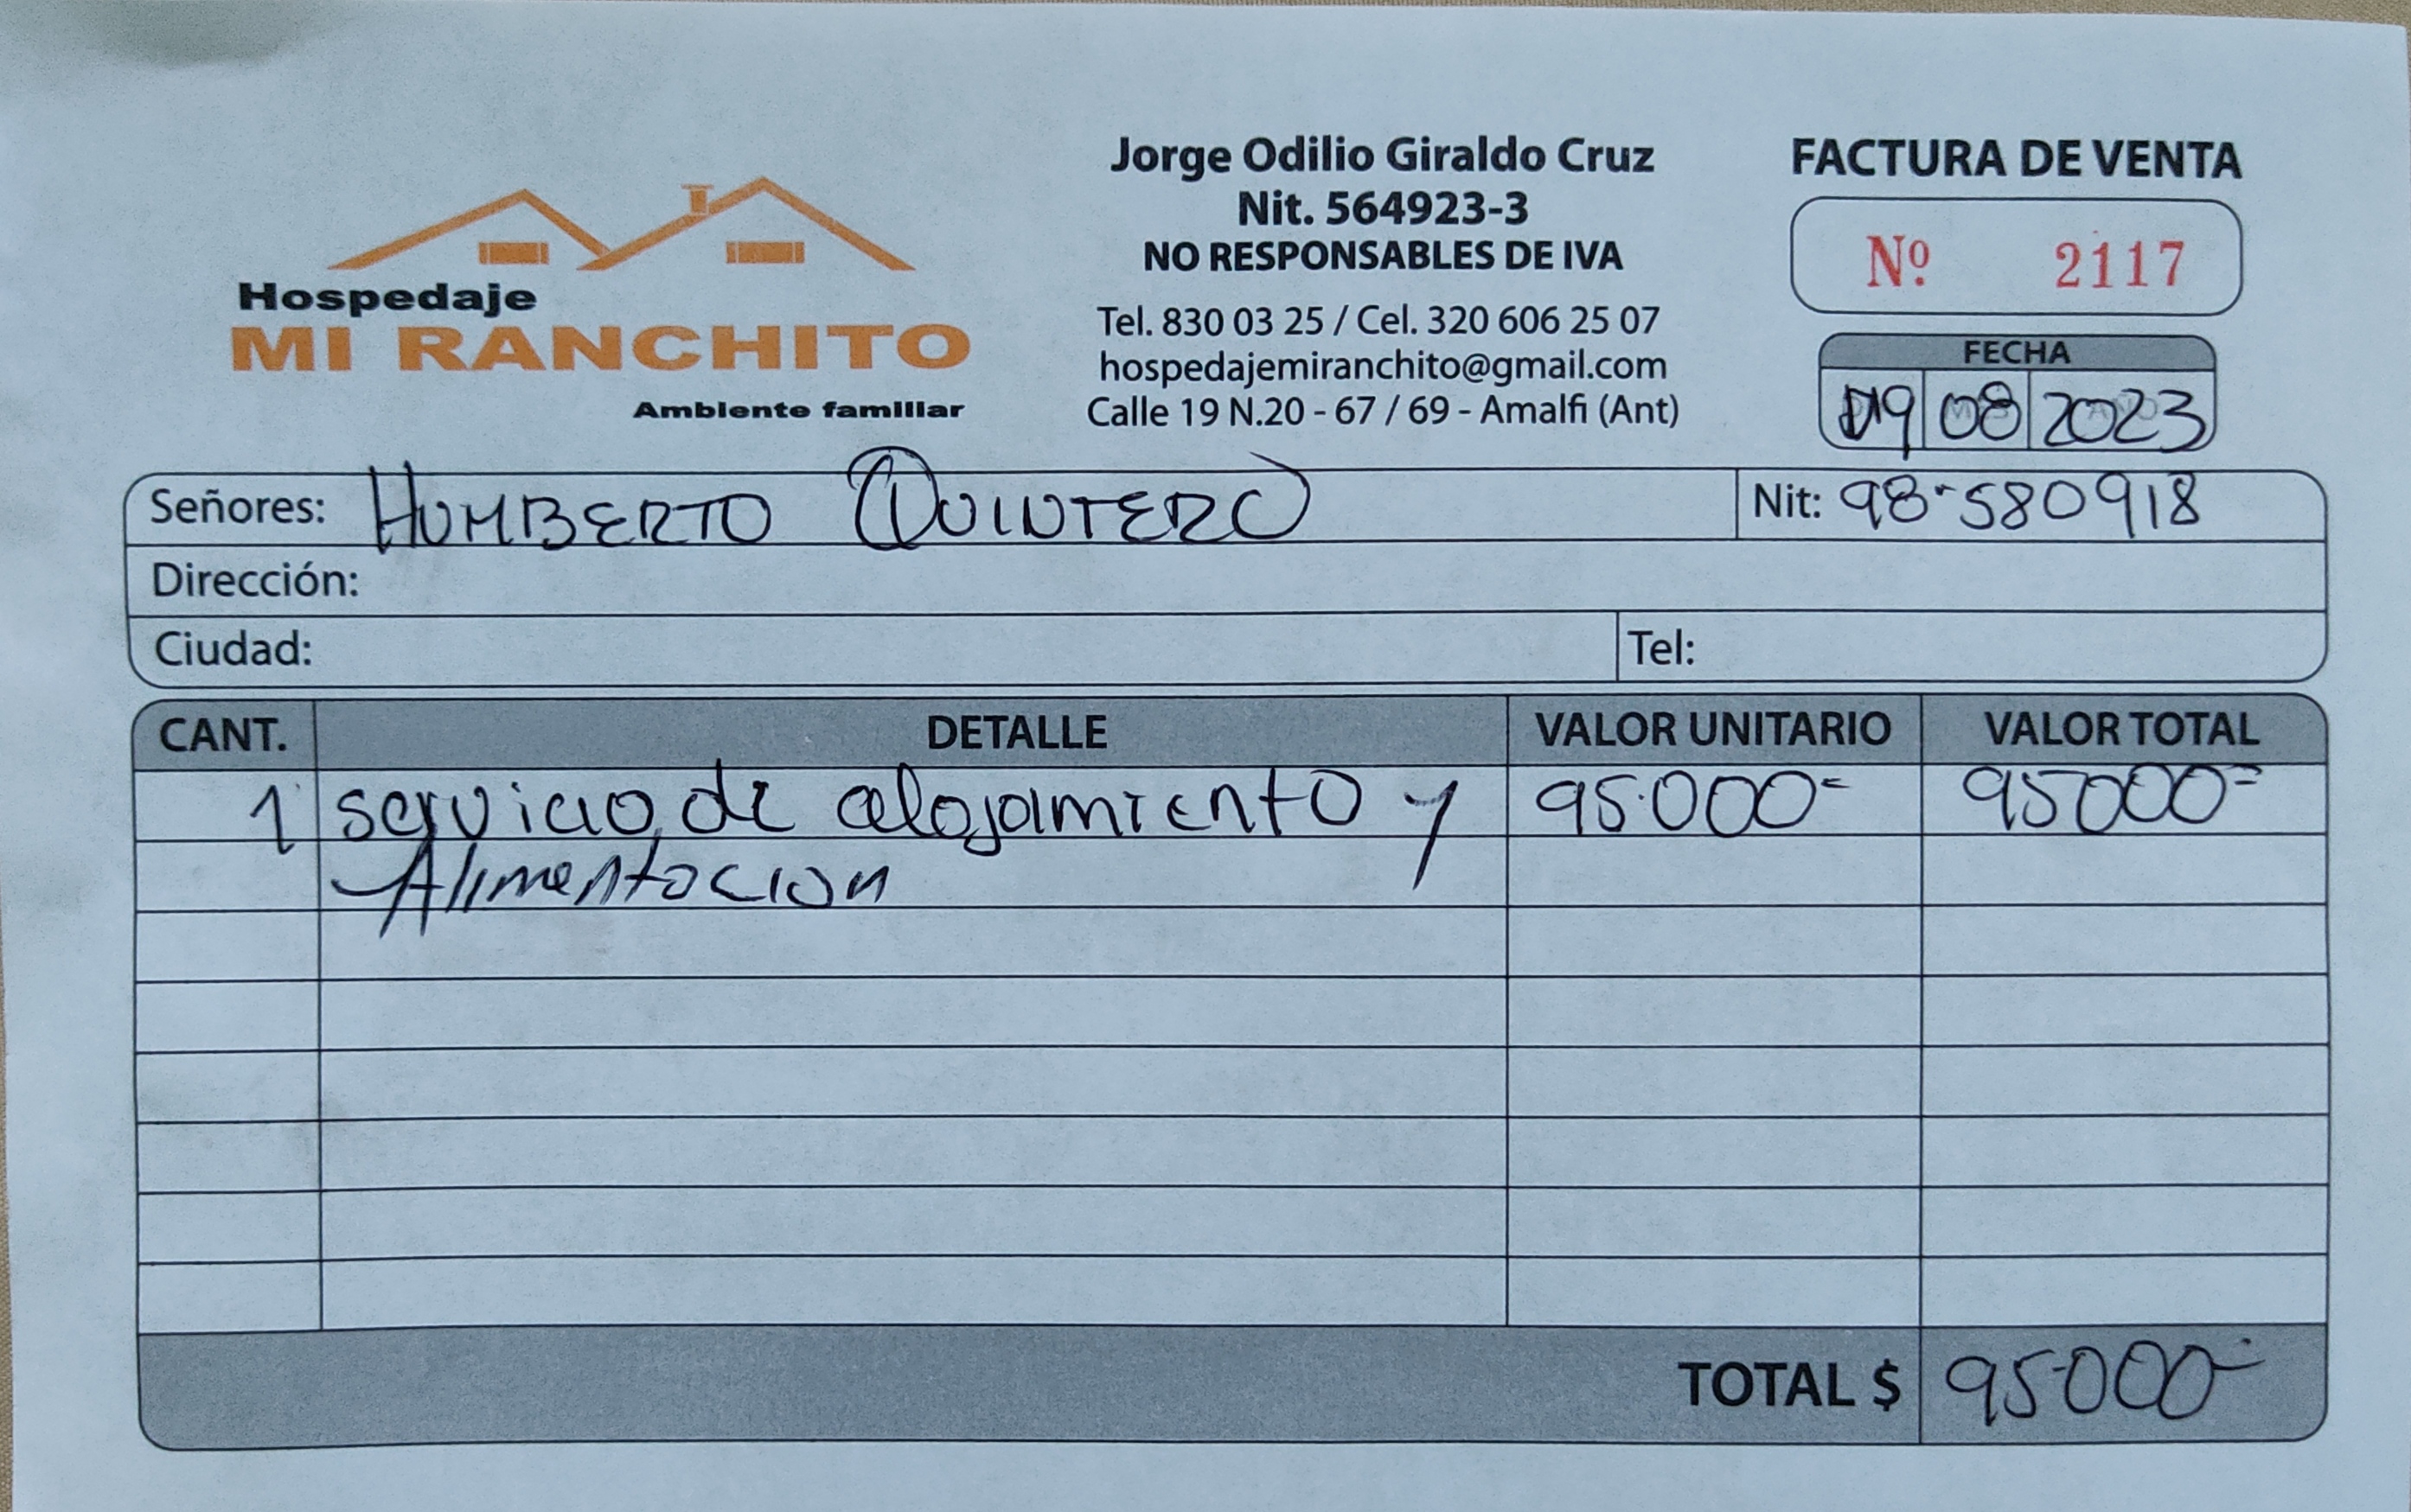 Jorge Odilio Giraldo Cruz
Nit. 564923-3
NO RESPONSABLES DE IVA
Tel. 830 03 25 / Cel. 320 606 25 07
hospedajemiranchito@gmail.com
Calle 19 N.20 - 67 / 69 - Amalfi (Ant)
Hospedaje
MI RANCHITO
Ambiente familiar
FACTURA DE VENTA
Nº 2117
FECHA
19 08 2023
Señores: HUMBERTO QUINTERO Nit: 98-580918
Dirección:
Ciudad: Tel:
CANT. DETALLE VALOR UNITARIO VALOR TOTAL
1 servicio de alojamiento y 95.000= 95000=
Alimentacion
TOTAL $ 95000=